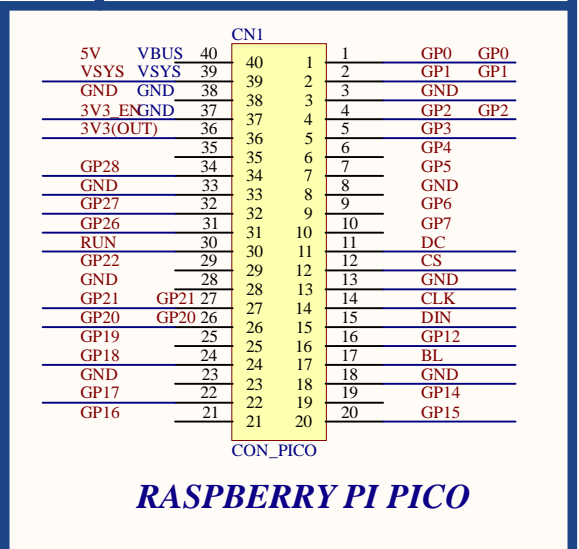 CN1
5V VBUS 40 40 1 1 GP0 GP0
VSYS VSYS 39 39 2 2 GP1 GP1
GND GND 38 38 3 3 GND
3V3_EN GND 37 37 4 4 GP2 GP2
3V3(OUT) 36 36 5 5 GP3
35 35 6 6 GP4
GP28 34 34 7 7 GP5
GND 33 33 8 8 GND
GP27 32 32 9 9 GP6
GP26 31 31 10 10 GP7
RUN 30 30 11 11 DC
GP22 29 29 12 12 CS
GND 28 28 13 13 GND
GP21 GP21 27 27 14 14 CLK
GP20 GP20 26 26 15 15 DIN
GP19 25 25 16 16 GP12
GP18 24 24 17 17 BL
GND 23 23 18 18 GND
GP17 22 22 19 19 GP14
GP16 21 21 20 20 GP15
CON_PICO
RASPBERRY PI PICO